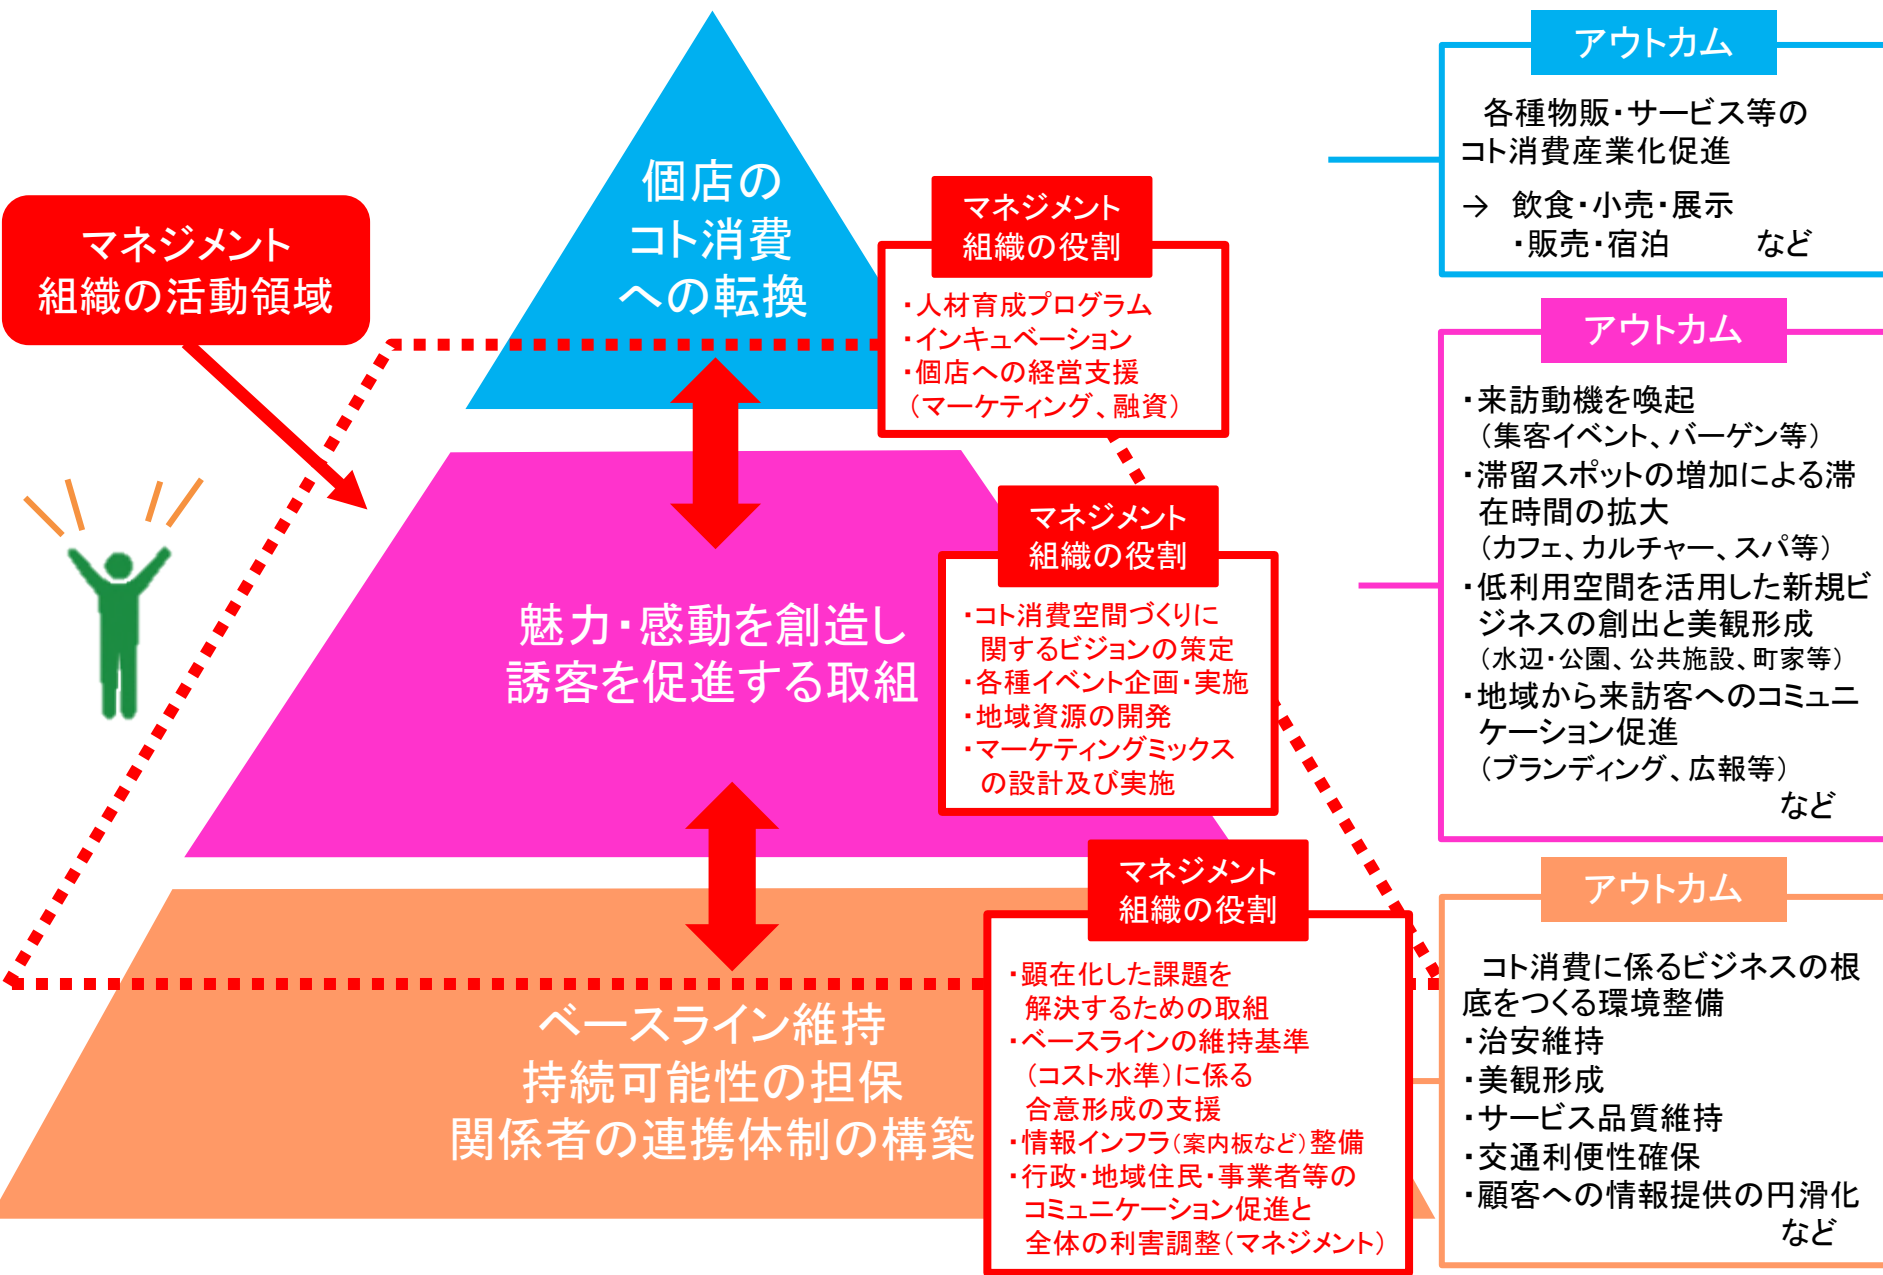 マネジメント
組織の活動領域
個店の
コト消費
への転換
マネジメント
組織の役割
・人材育成プログラム
・インキュベーション
・個店への経営支援
（マーケティング、融資）
アウトカム
各種物販・サービス等の
コト消費産業化促進
→ 飲食・小売・展示
・販売・宿泊 など
魅力・感動を創造し
誘客を促進する取組
マネジメント
組織の役割
・コト消費空間づくりに
関するビジョンの策定
・各種イベント企画・実施
・地域資源の開発
・マーケティングミックス
の設計及び実施
アウトカム
・来訪動機を喚起
（集客イベント、バーゲン等）
・滞留スポットの増加による滞
在時間の拡大
（カフェ、カルチャー、スパ等）
・低利用空間を活用した新規ビ
ジネスの創出と美観形成
（水辺・公園、公共施設、町家等）
・地域から来訪客へのコミュニ
ケーション促進
（ブランディング、広報等）
など
ベースライン維持
持続可能性の担保
関係者の連携体制の構築
マネジメント
組織の役割
・顕在化した課題を
解決するための取組
・ベースラインの維持基準
（コスト水準）に係る
合意形成の支援
・情報インフラ（案内板など）整備
・行政・地域住民・事業者等の
コミュニケーション促進と
全体の利害調整（マネジメント）
アウトカム
コト消費に係るビジネスの根
底をつくる環境整備
・治安維持
・美観形成
・サービス品質維持
・交通利便性確保
・顧客への情報提供の円滑化
など